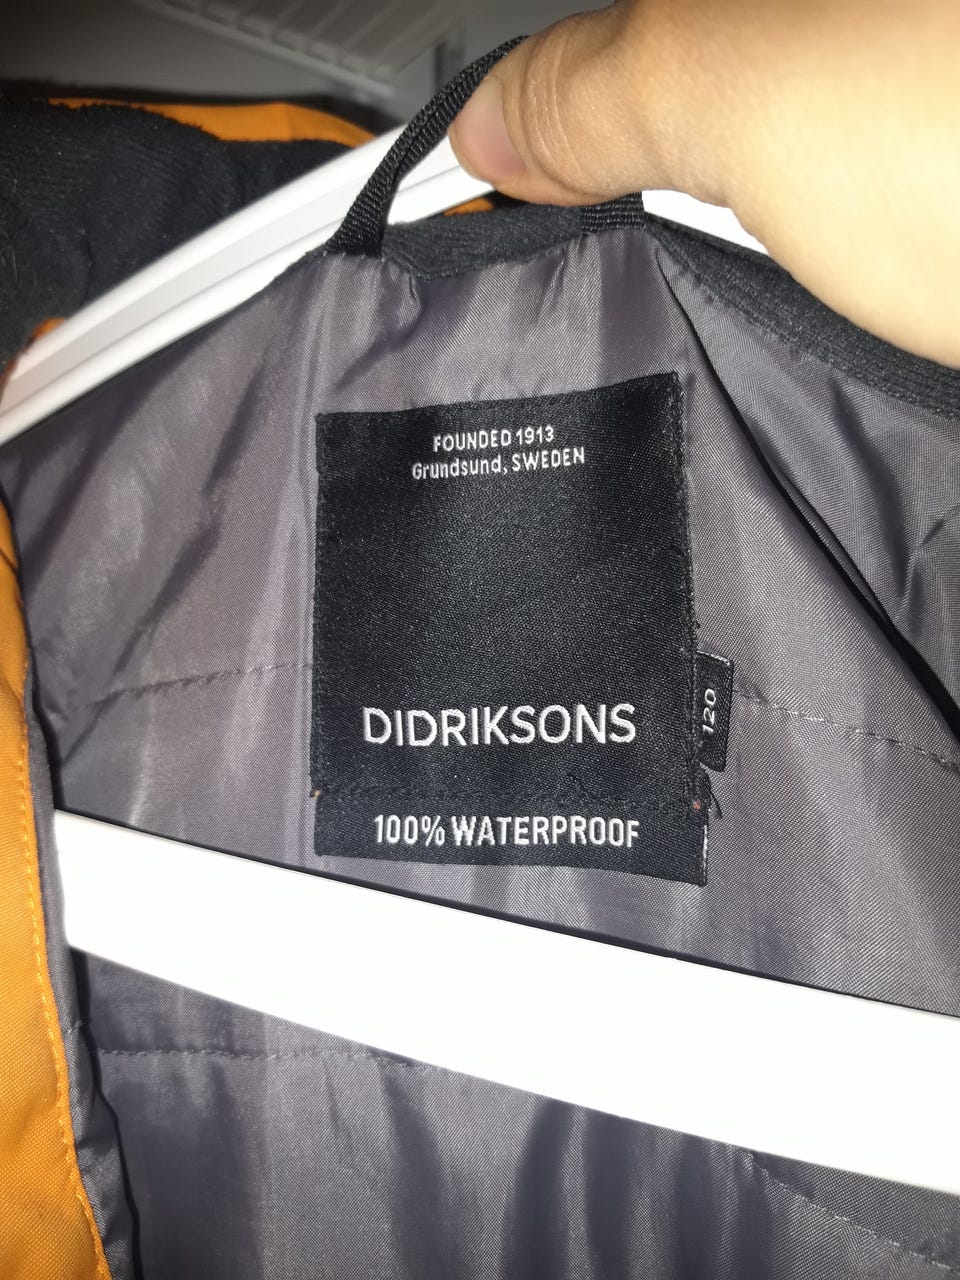 FOUNDED 1913
Grundsund, SWEDEN
DIDRIKSONS
120
100% WATERPROOF